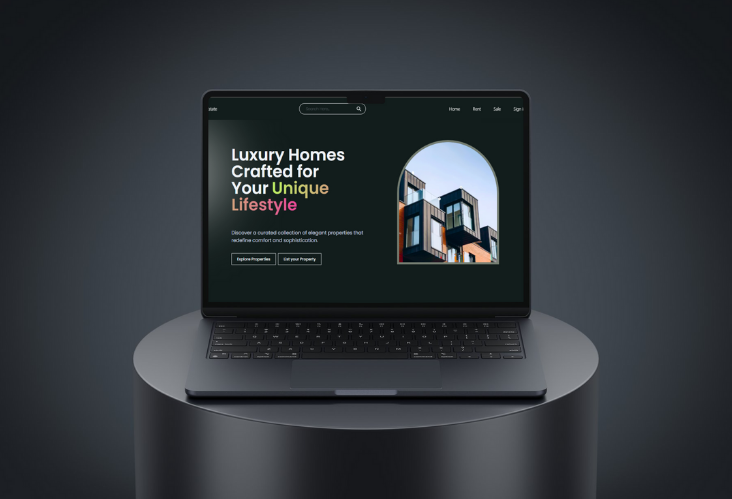 state
Search here...
Home Rent Sale Sign i
Luxury Homes
Crafted for
Your Unique
Lifestyle
Discover a curated collection of elegant properties that
redefine comfort and sophistication.
Explore Properties List your Property